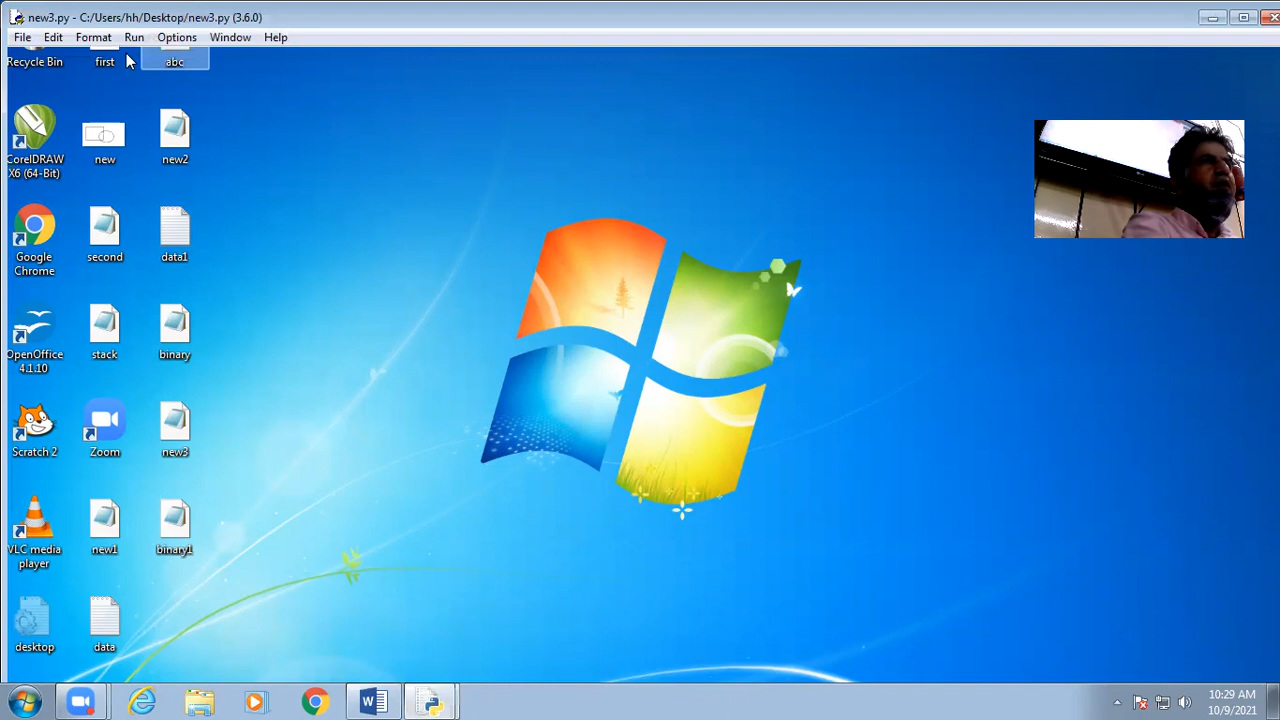 new3.py - C:/Users/hh/Desktop/new3.py (3.6.0)
File Edit Format Run Options Window Help
Recycle Bin
first
abc
CorelDRAW
X6 (64-Bit)
new
new2
Google
Chrome
second
data1
OpenOffice
4.1.10
stack
binary
Scratch 2
Zoom
new3
VLC media
player
new1
binary1
desktop
data
10:29 AM
10/9/2021